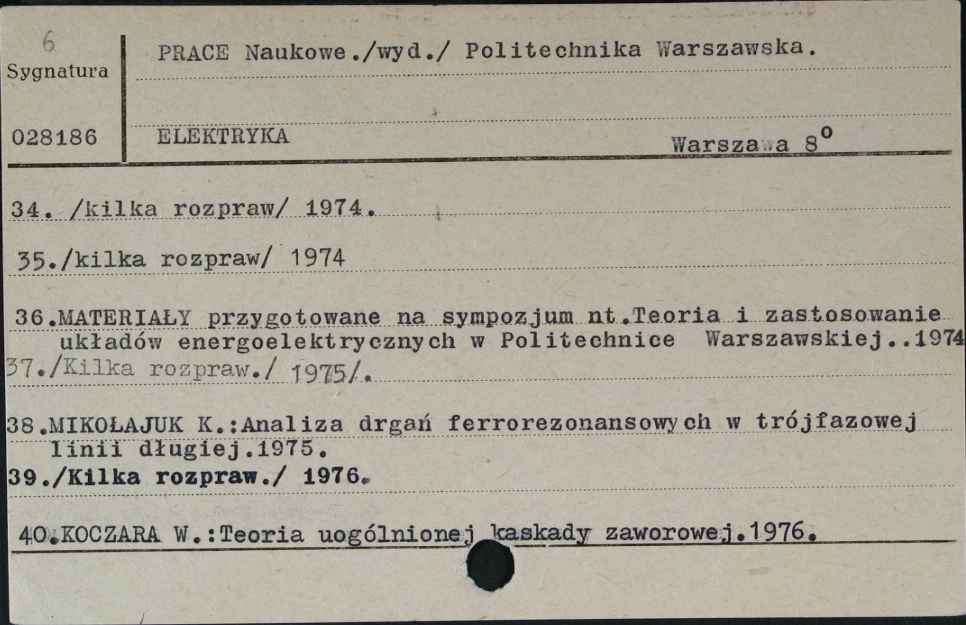 6
Sygnatura
PRACE Naukowe./wyd./ Politechnika Warszawska.
028186
ELEKTRYKA
Warszawa 8⁰
34. /kilka rozpraw/ 1974.
35./kilka rozpraw/ 1974
36.MATERIAŁY przygotowane na sympozjum nt.Teoria i zastosowanie
układów energoelektrycznych w Politechnice Warszawskiej..1974
37./Kilka rozpraw./ 1975/.
38.MIKOŁAJUK K.:Analiza drgań ferrorezonansowych w trójfazowej
linii długiej.1975.
39./Kilka rozpraw./ 1976.
40.KOCZARA W.:Teoria uogólnionej kaskady zaworowej.1976.